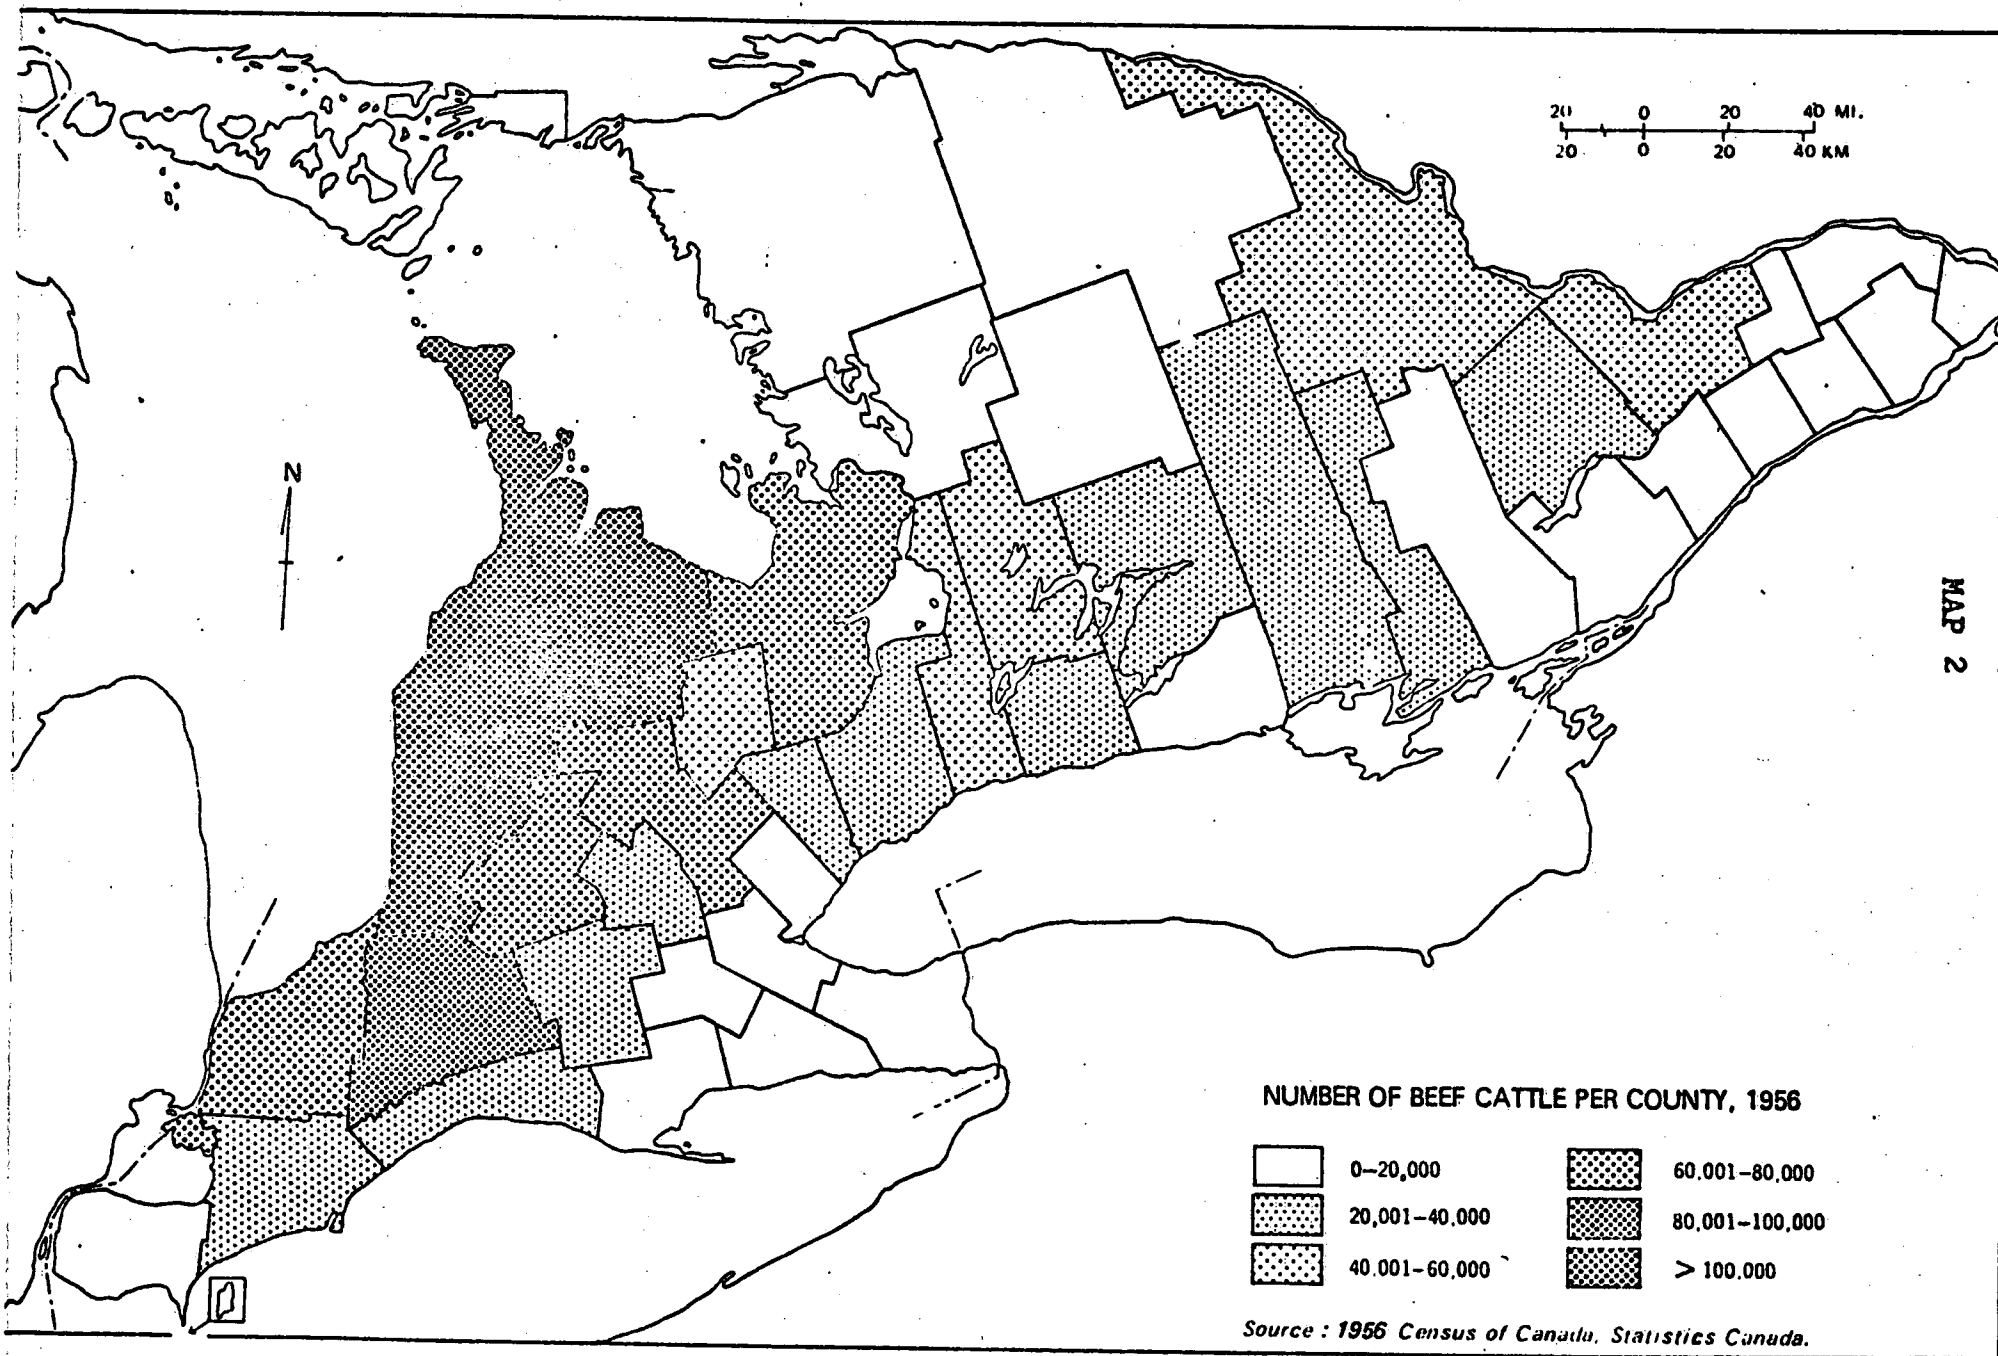 20 0 20 40 MI.
20 0 20 40 KM
N
MAP 2
NUMBER OF BEEF CATTLE PER COUNTY, 1956
0–20,000
20,001–40,000
40.001–60,000
60.001–80,000
80,001–100,000
> 100.000
Source : 1956 Census of Canada, Statistics Canada.